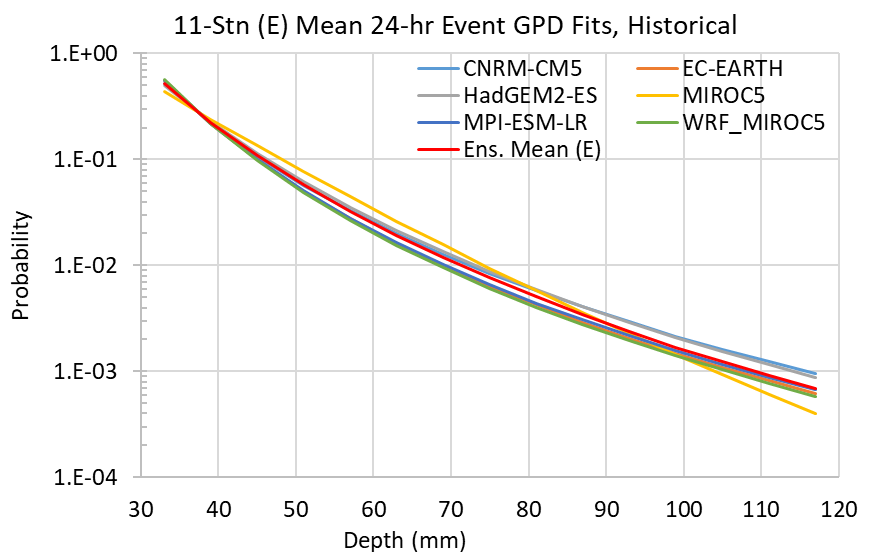 11-Stn (E) Mean 24-hr Event GPD Fits, Historical
1.E+00
CNRM-CM5 EC-EARTH
HadGEM2-ES MIROC5
MPI-ESM-LR WRF_MIROC5
Ens. Mean (E)
1.E-01
Probability
1.E-02
1.E-03
1.E-04
30 40 50 60 70 80 90 100 110 120
Depth (mm)